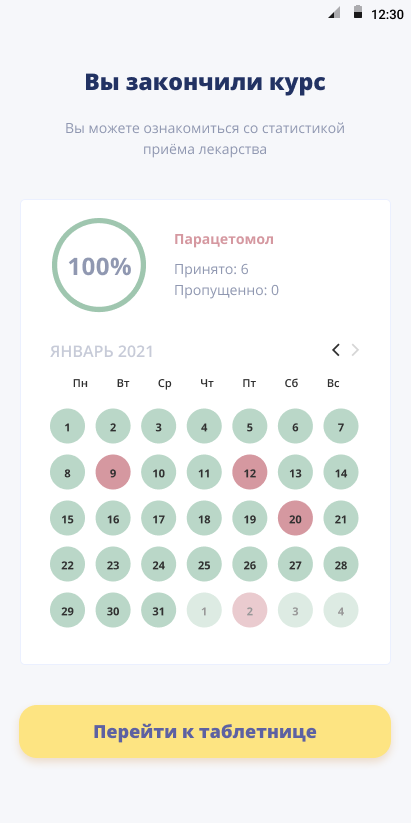 12:30
Вы закончили курс
Вы можете ознакомиться со статистикой
приёма лекарства
100%
Парацетомол
Принято: 6
Пропущенно: 0
ЯНВАРЬ 2021
Пн Вт Ср Чт Пт Сб Вс
1 2 3 4 5 6 7
8 9 10 11 12 13 14
15 16 17 18 19 20 21
22 23 24 25 26 27 28
29 30 31 1 2 3 4
Перейти к таблетнице